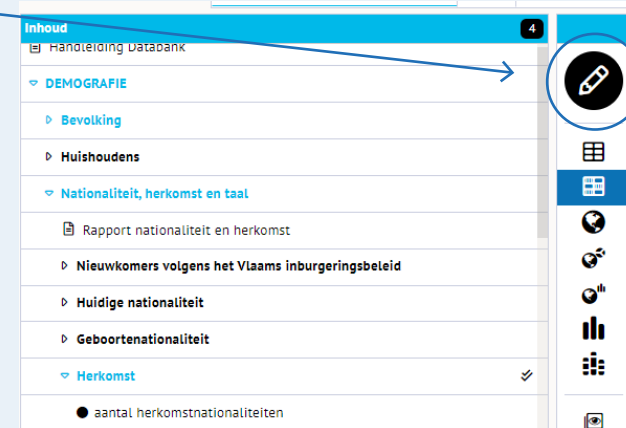 Inhoud 4
Handleiding Databank
DEMOGRAFIE
Bevolking
Huishoudens
Nationaliteit, herkomst en taal
Rapport nationaliteit en herkomst
Nieuwkomers volgens het Vlaams inburgeringsbeleid
Huidige nationaliteit
Geboortenationaliteit
Herkomst
aantal herkomstnationaliteiten